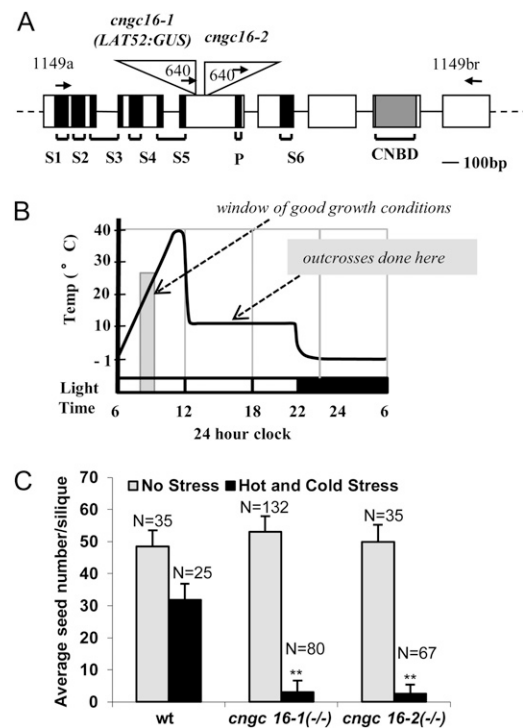 A
cngc16-1
(LAT52:GUS)
cngc16-2
1149a
640
640
1149br
S1 S2 S3 S4 S5 P S6 CNBD
100bp
B
window of good growth conditions
outcrosses done here
Temp (° C)
40
30
20
10
-1
Light
Time
6 12 18 22 24 6
24 hour clock
C
No Stress Hot and Cold Stress
Average seed number/silique
70
60
50
40
30
20
10
0
N=35
N=25
N=132
N=80
**
N=35
N=67
**
wt cngc 16-1(-/-) cngc 16-2(-/-)